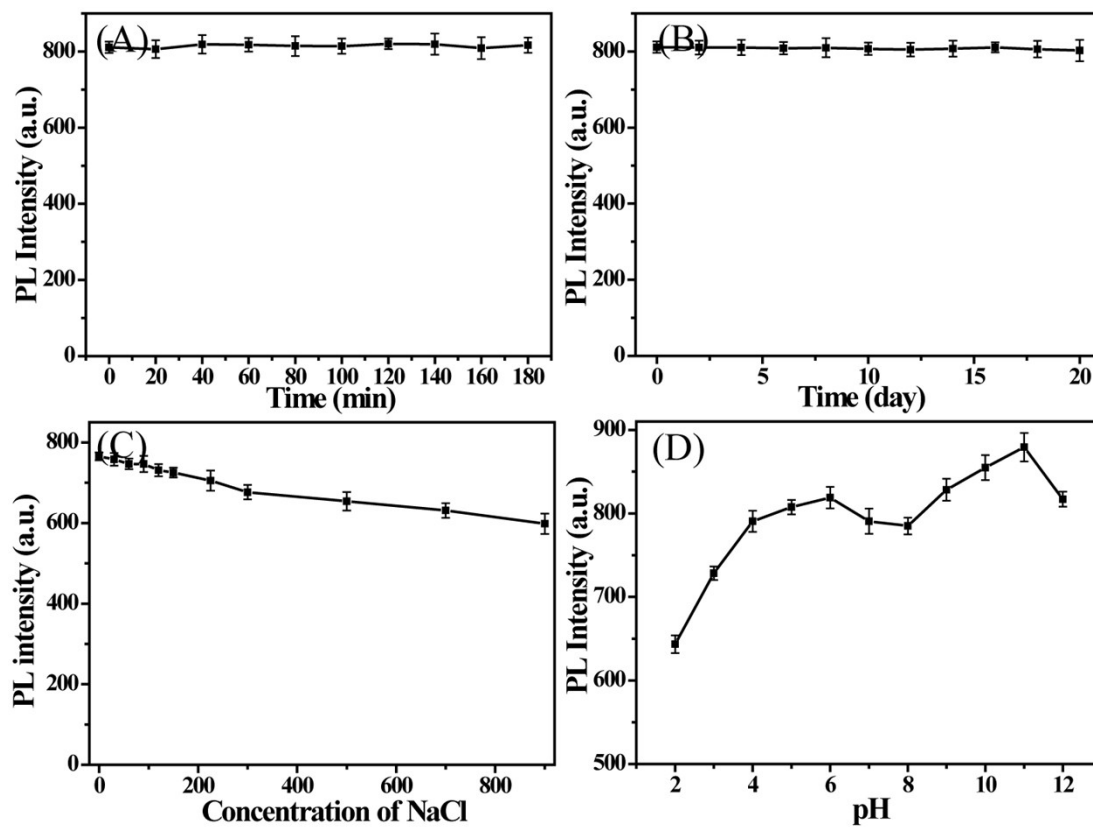 (A)
PL Intensity (a.u.)
800
600
400
200
0
0 20 40 60 80 100 120 140 160 180
Time (min)
(B)
PL Intensity (a.u.)
800
600
400
200
0
0 5 10 15 20
Time (day)
(C)
PL intensity (a.u.)
800
600
400
200
0
0 200 400 600 800
Concentration of NaCl
(D)
PL Intensity (a.u.)
900
800
700
600
500
2 4 6 8 10 12
pH